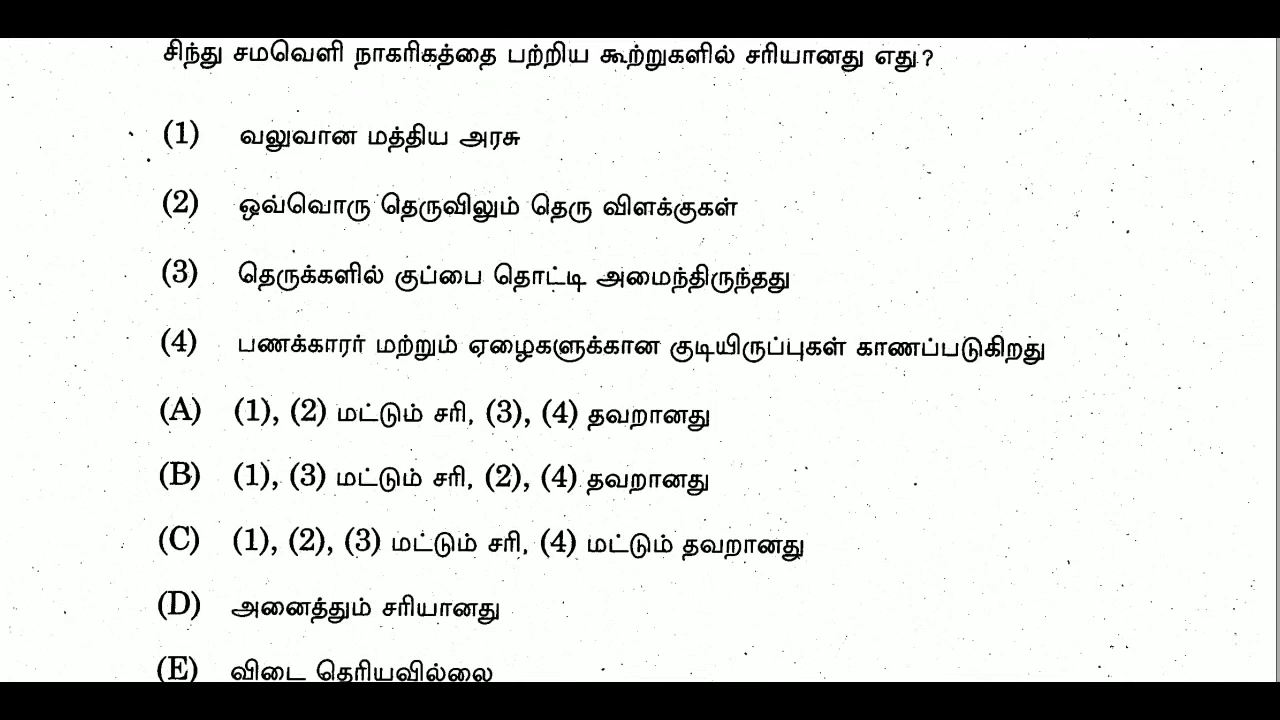 சிந்து சமவெளி நாகரிகத்தை பற்றிய கூற்றுகளில் சரியானது எது?
(1) வலுவான மத்திய அரசு
(2) ஒவ்வொரு தெருவிலும் தெரு விளக்குகள்
(3) தெருக்களில் குப்பை தொட்டி அமைந்திருந்தது
(4) பணக்காரர் மற்றும் ஏழைகளுக்கான குடியிருப்புகள் காணப்படுகிறது
(A) (1), (2) மட்டும் சரி, (3), (4) தவறானது
(B) (1), (3) மட்டும் சரி, (2), (4) தவறானது
(C) (1), (2), (3) மட்டும் சரி, (4) மட்டும் தவறானது
(D) அனைத்தும் சரியானது
(E) விடை தெரியவில்லை